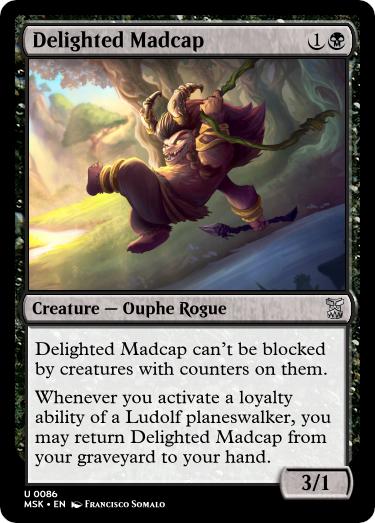 Delighted Madcap 1
Creature — Ouphe Rogue
Delighted Madcap can't be blocked
by creatures with counters on them.
Whenever you activate a loyalty
ability of a Ludolf planeswalker, you
may return Delighted Madcap from
your graveyard to your hand.
3/1
U 0086
MSK • EN Francisco Somalo